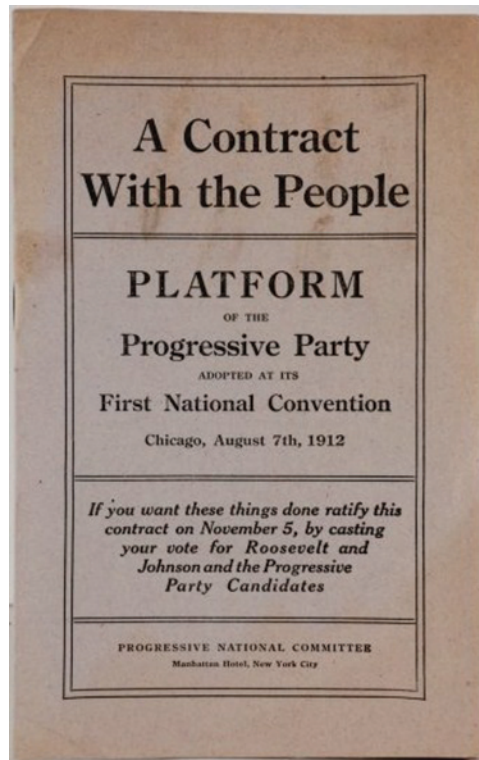 A Contract
With the People
PLATFORM
OF THE
Progressive Party
ADOPTED AT ITS
First National Convention
Chicago, August 7th, 1912
If you want these things done ratify this
contract on November 5, by casting
your vote for Roosevelt and
Johnson and the Progressive
Party Candidates
PROGRESSIVE NATIONAL COMMITTEE
Manhattan Hotel, New York City